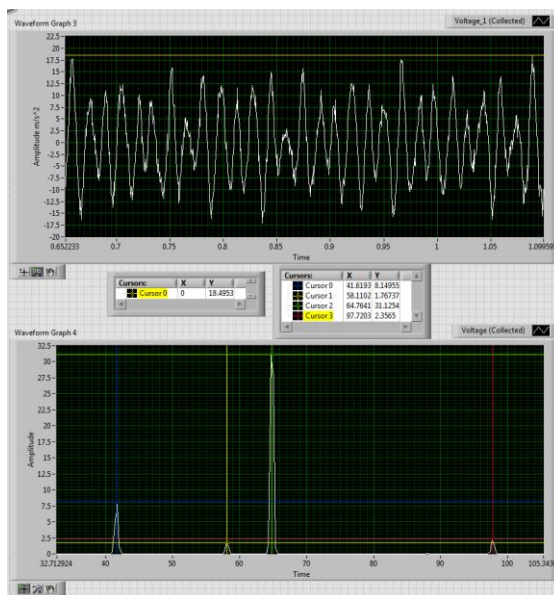 Waveform Graph 3
Voltage_1 (Collected)
22.5
20
17.5
15
12.5
10
7.5
5
2.5
0
-2.5
-5
-7.5
-10
-12.5
-15
-17.5
-20
Amplitude m/s^2
0.652233 0.7 0.75 0.8 0.85 0.9 0.95 1 1.05 1.09959
Time
Cursors: X Y
Cursor 0 0 18.4953
Cursors: X Y
Cursor 0 41.6193 8.14955
Cursor 1 58.1102 1.76737
Cursor 2 64.7641 31.1254
Cursor 3 97.7203 2.3565
Waveform Graph 4
Voltage (Collected)
32.5
30
27.5
25
22.5
20
17.5
15
12.5
10
7.5
5
2.5
0
Amplitude
32.712924 40 50 60 70 80 90 100 105.343
Time